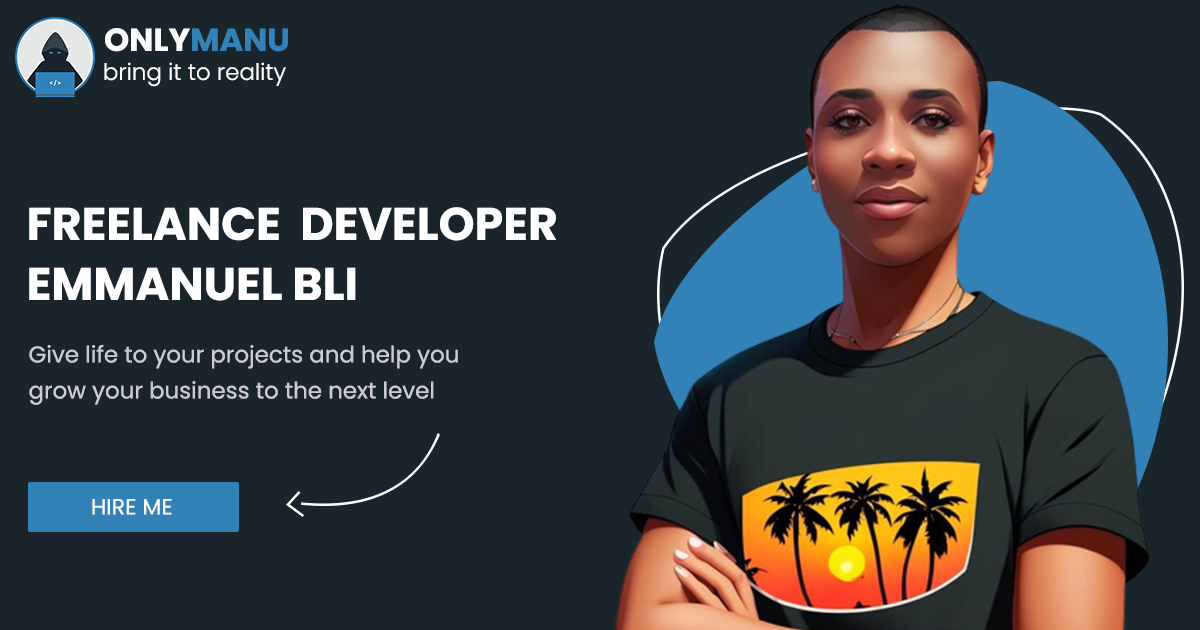 ONLYMANU
bring it to reality
</>
FREELANCE DEVELOPER
EMMANUEL BLI
Give life to your projects and help you
grow your business to the next level
HIRE ME